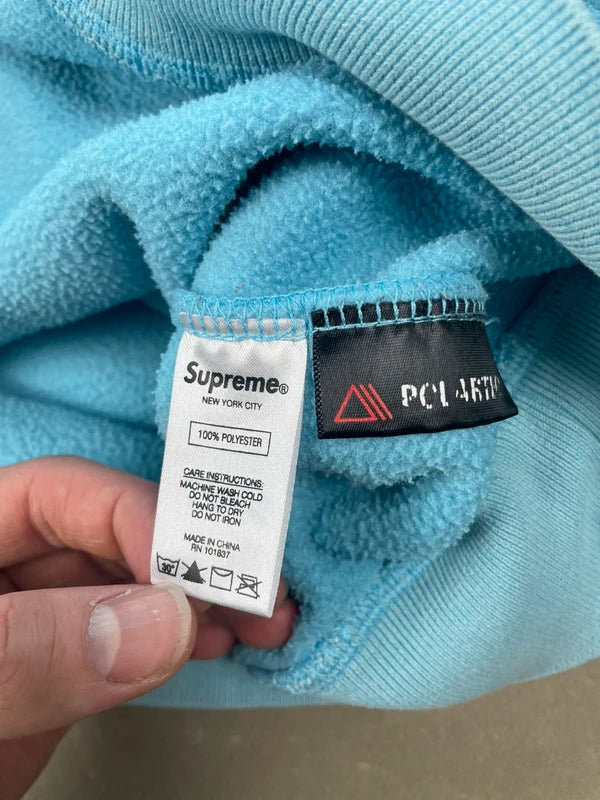 Supreme®
NEW YORK CITY
100% POLYESTER
CARE INSTRUCTIONS:
MACHINE WASH COLD
DO NOT BLEACH
HANG TO DRY
DO NOT IRON
MADE IN CHINA
RN 101837
30°